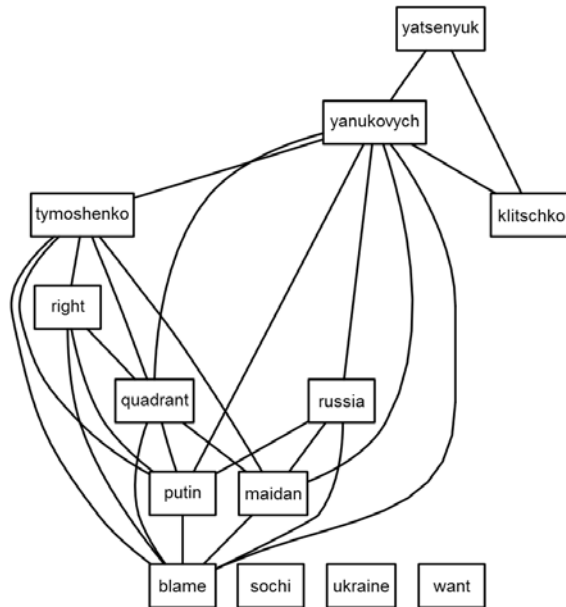 yatsenyuk
yanukovych
tymoshenko
klitschko
right
quadrant
russia
putin
maidan
blame
sochi
ukraine
want